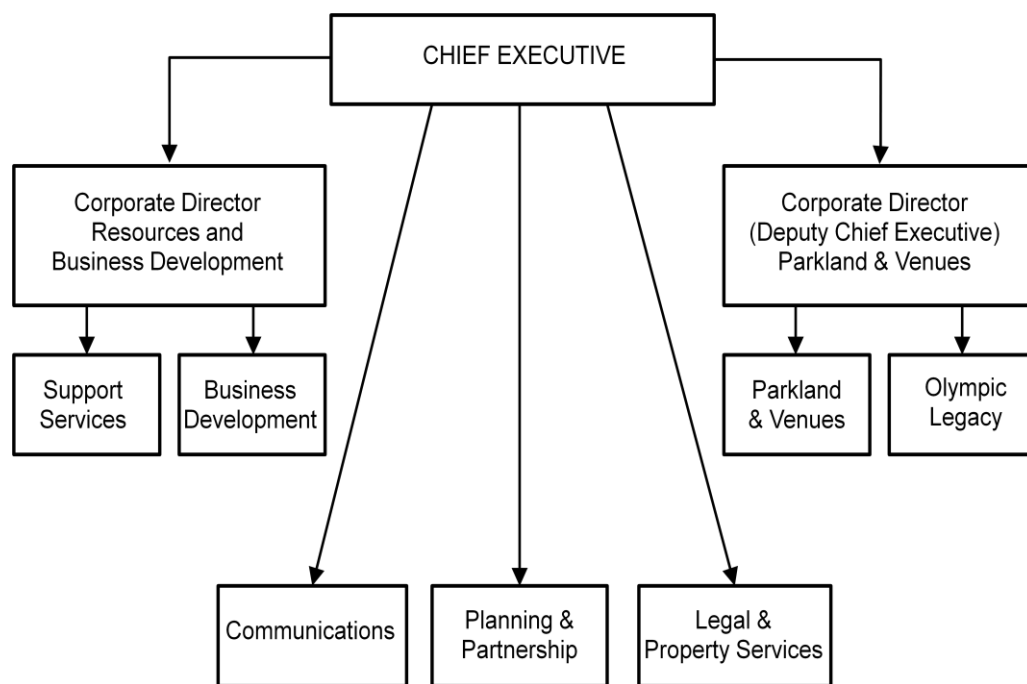 CHIEF EXECUTIVE
Corporate Director
Resources and
Business Development
Corporate Director
(Deputy Chief Executive)
Parkland & Venues
Support
Services
Business
Development
Parkland
& Venues
Olympic
Legacy
Communications
Planning &
Partnership
Legal &
Property Services